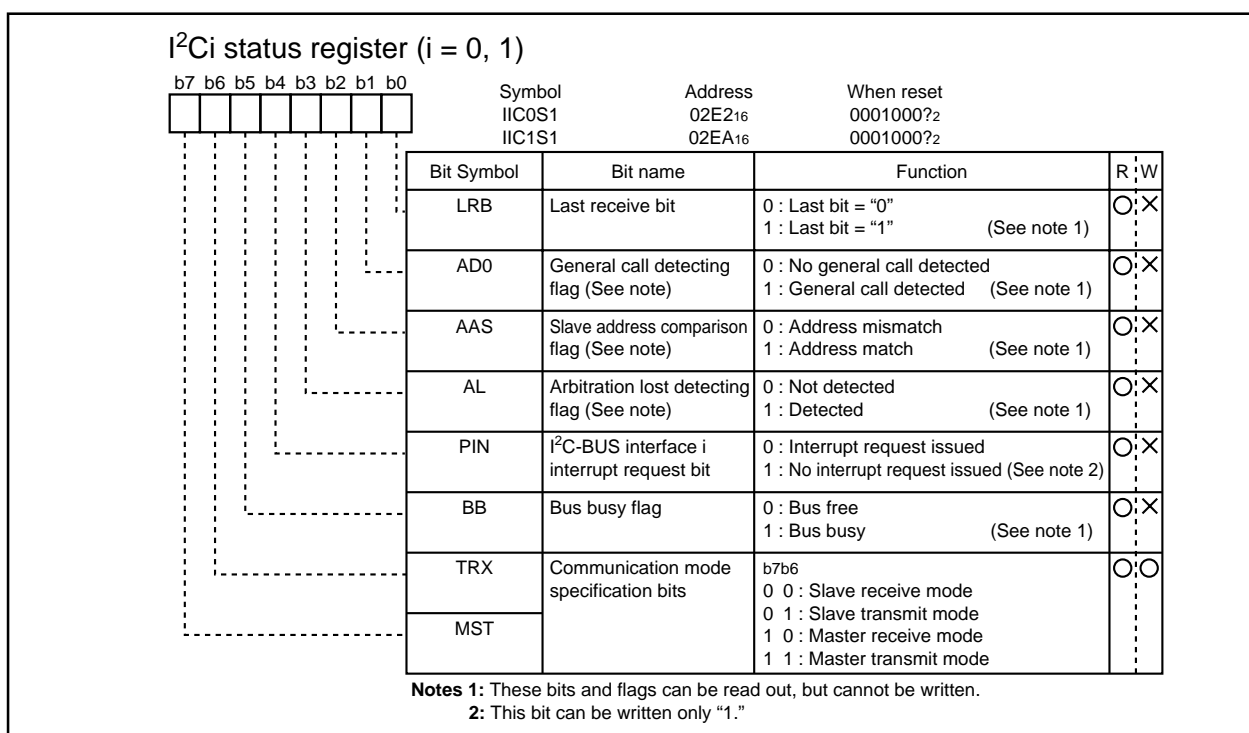 I²Ci status register (i = 0, 1)
b7 b6 b5 b4 b3 b2 b1 b0
Symbol Address When reset
IIC0S1 02E2₁₆ 0001000?₂
IIC1S1 02EA₁₆ 0001000?₂
Bit Symbol Bit name Function R W
LRB Last receive bit 0 : Last bit = “0” ○ ×
1 : Last bit = “1” (See note 1)
AD0 General call detecting 0 : No general call detected ○ ×
flag (See note) 1 : General call detected (See note 1)
AAS Slave address comparison 0 : Address mismatch ○ ×
flag (See note) 1 : Address match (See note 1)
AL Arbitration lost detecting 0 : Not detected ○ ×
flag (See note) 1 : Detected (See note 1)
PIN I²C-BUS interface i 0 : Interrupt request issued ○ ×
interrupt request bit 1 : No interrupt request issued (See note 2)
BB Bus busy flag 0 : Bus free ○ ×
1 : Bus busy (See note 1)
TRX Communication mode b7b6 ○ ○
specification bits 0 0 : Slave receive mode
0 1 : Slave transmit mode
MST 1 0 : Master receive mode
1 1 : Master transmit mode
Notes 1: These bits and flags can be read out, but cannot be written.
2: This bit can be written only “1.”